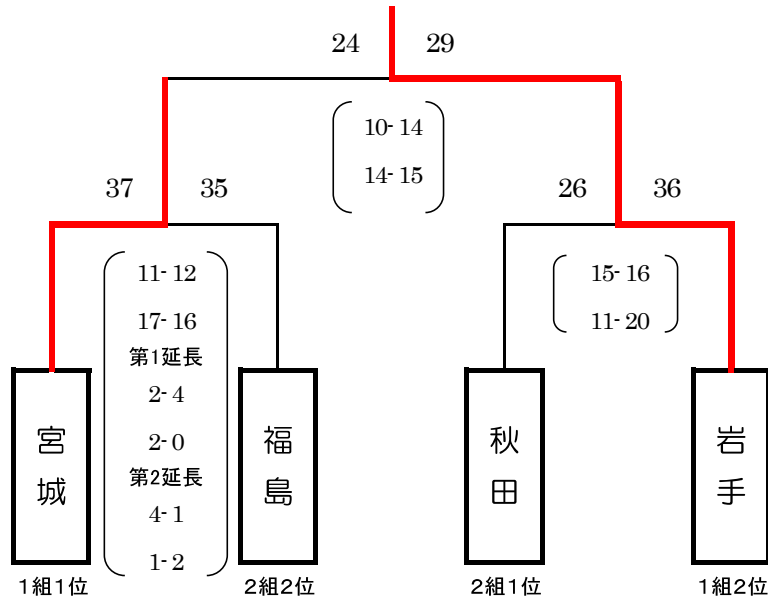 24 29
10-14
14-15
37 35
26 36
11-12
17-16
第1延長
2-4
2-0
第2延長
4-1
1-2
15-16
11-20
宮城
福島
秋田
岩手
1組1位
2組2位
2組1位
1組2位